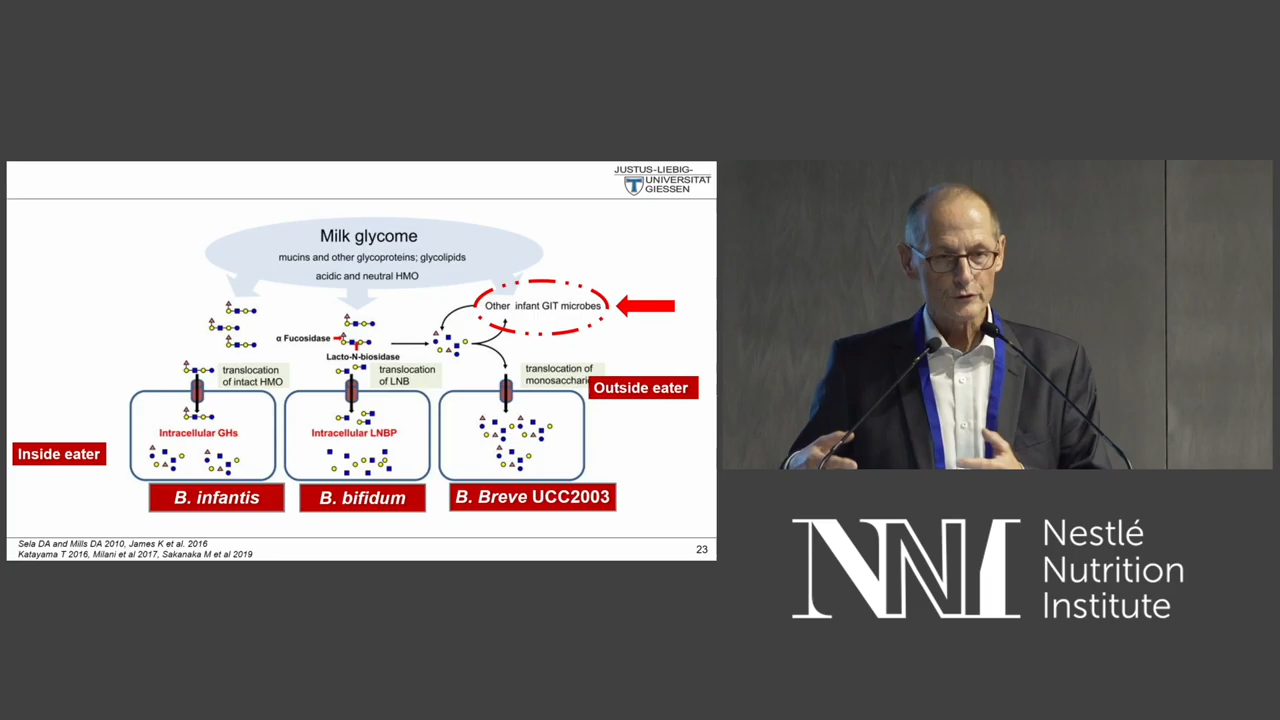 JUSTUS-LIEBIG-
UNIVERSITÄT
GIESSEN
Milk glycome
mucins and other glycoproteins; glycolipids
acidic and neutral HMO
Other infant GIT microbes
α Fucosidase
Lacto-N-biosidase
translocation
of intact HMO
translocation
of LNB
translocation of
monosacchari
Outside eater
Intracellular GHs
Intracellular LNBP
Inside eater
B. infantis
B. bifidum
B. Breve UCC2003
Sela DA and Mills DA 2010, James K et al. 2016
Katayama T 2016, Milani et al 2017, Sakanaka M et al 2019
23
NNI
Nestlé
Nutrition
Institute